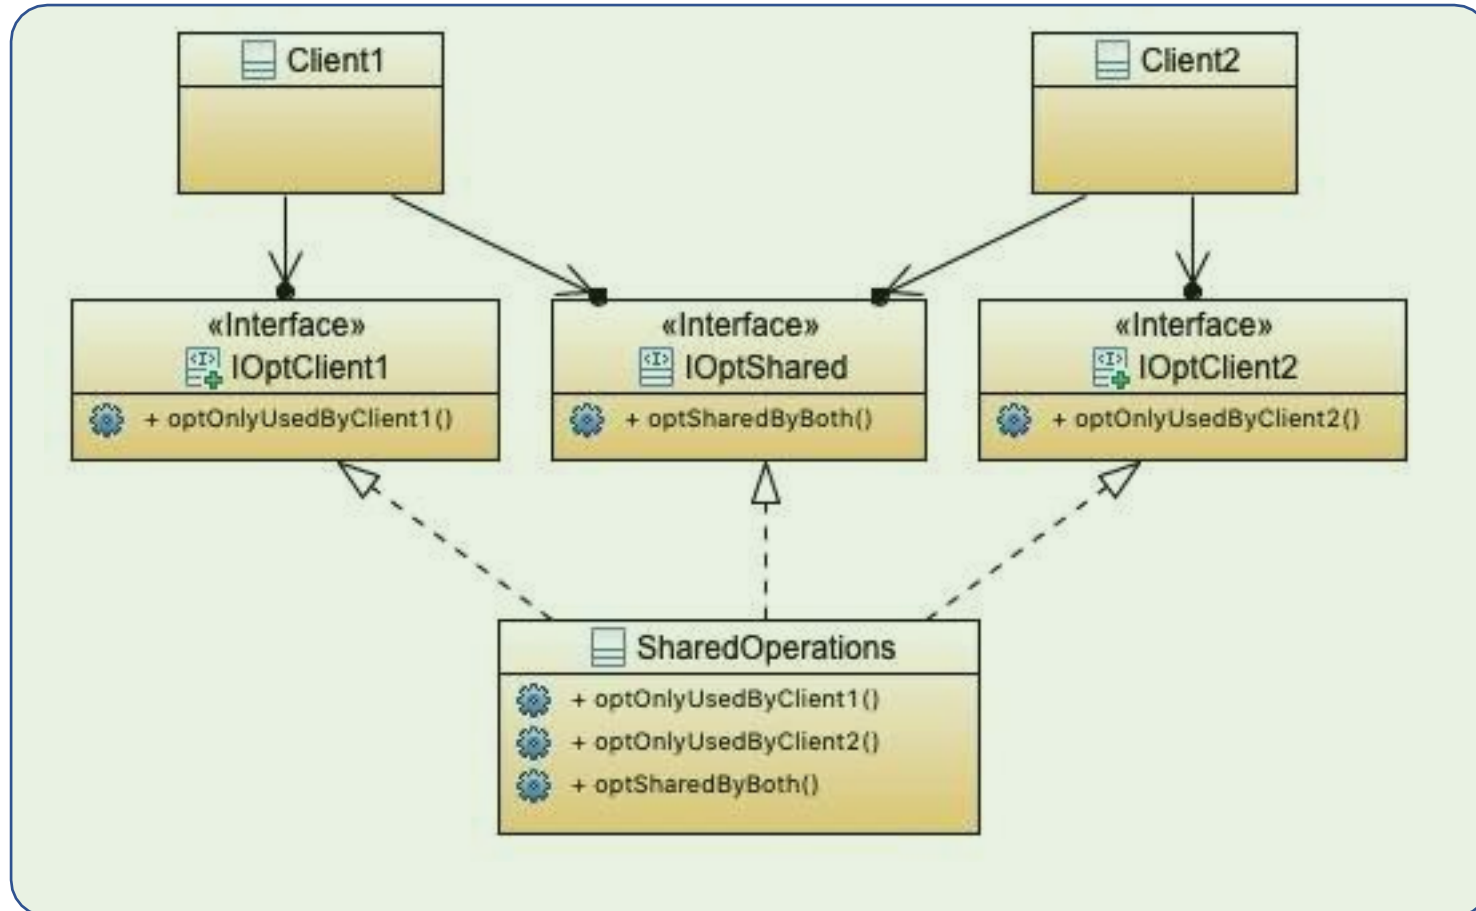 Client1
Client2
«Interface»
IOptClient1
+ optOnlyUsedByClient1()
«Interface»
IOptShared
+ optSharedByBoth()
«Interface»
IOptClient2
+ optOnlyUsedByClient2()
SharedOperations
+ optOnlyUsedByClient1()
+ optOnlyUsedByClient2()
+ optSharedByBoth()